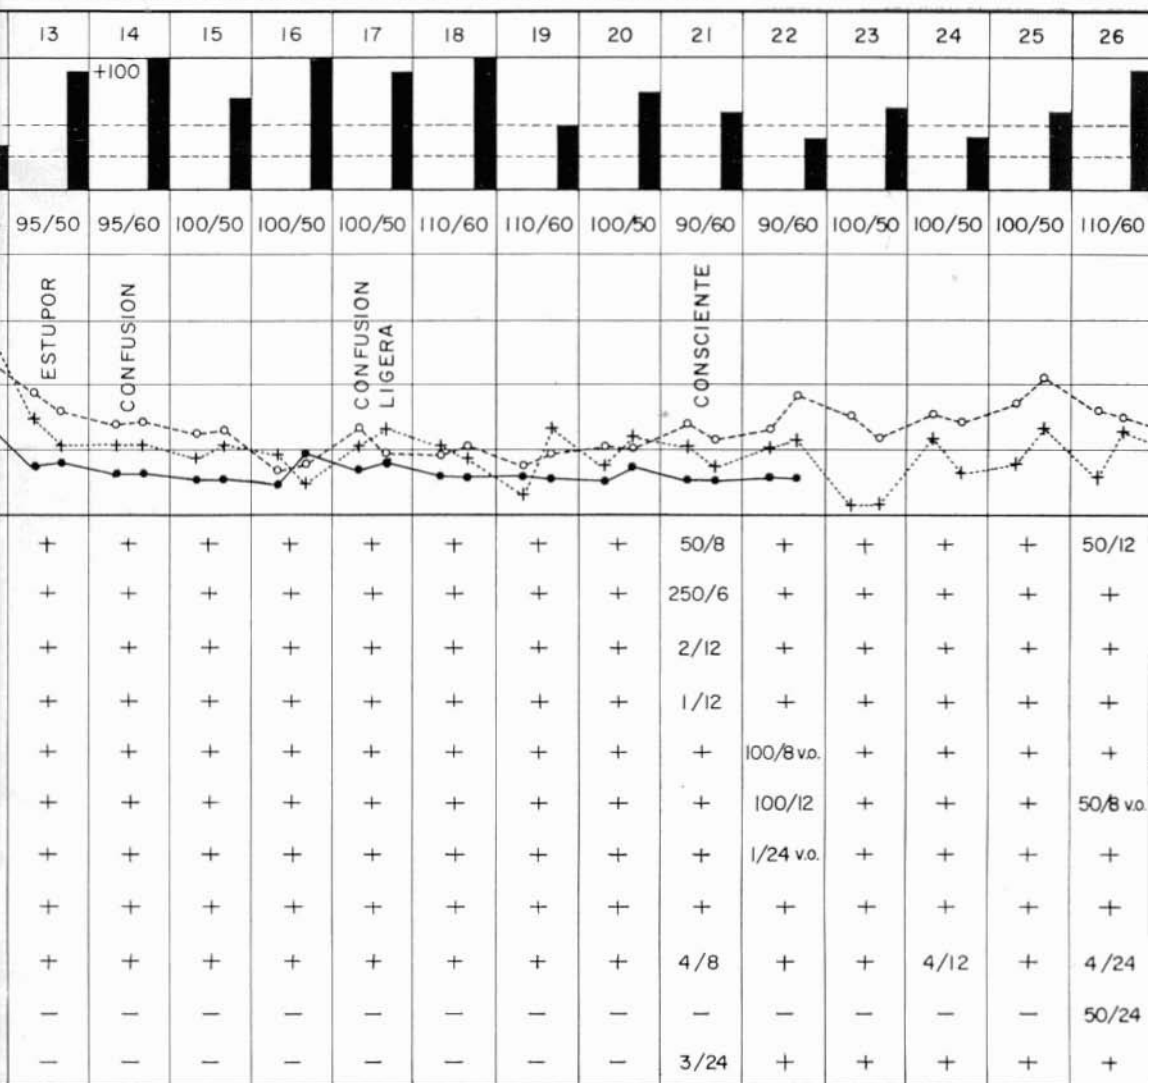 13 14 15 16 17 18 19 20 21 22 23 24 25 26
+100
95/50 95/60 100/50 100/50 100/50 110/60 110/60 100/50 90/60 90/60 100/50 100/50 100/50 110/60
ESTUPOR
CONFUSION
CONFUSION
LIGERA
CONSCIENTE
+ + + + + + + + 50/8 + + + + 50/12
+ + + + + + + + 250/6 + + + + +
+ + + + + + + + 2/12 + + + + +
+ + + + + + + + 1/12 + + + + +
+ + + + + + + + + 100/8 v.o. + + + +
+ + + + + + + + + 100/12 + + + 50/8 v.o.
+ + + + + + + + + 1/24 v.o. + + + +
+ + + + + + + + + + + + + +
+ + + + + + + + 4/8 + + 4/12 + 4/24
— — — — — — — — — — — — — 50/24
— — — — — — — — 3/24 + + + + +